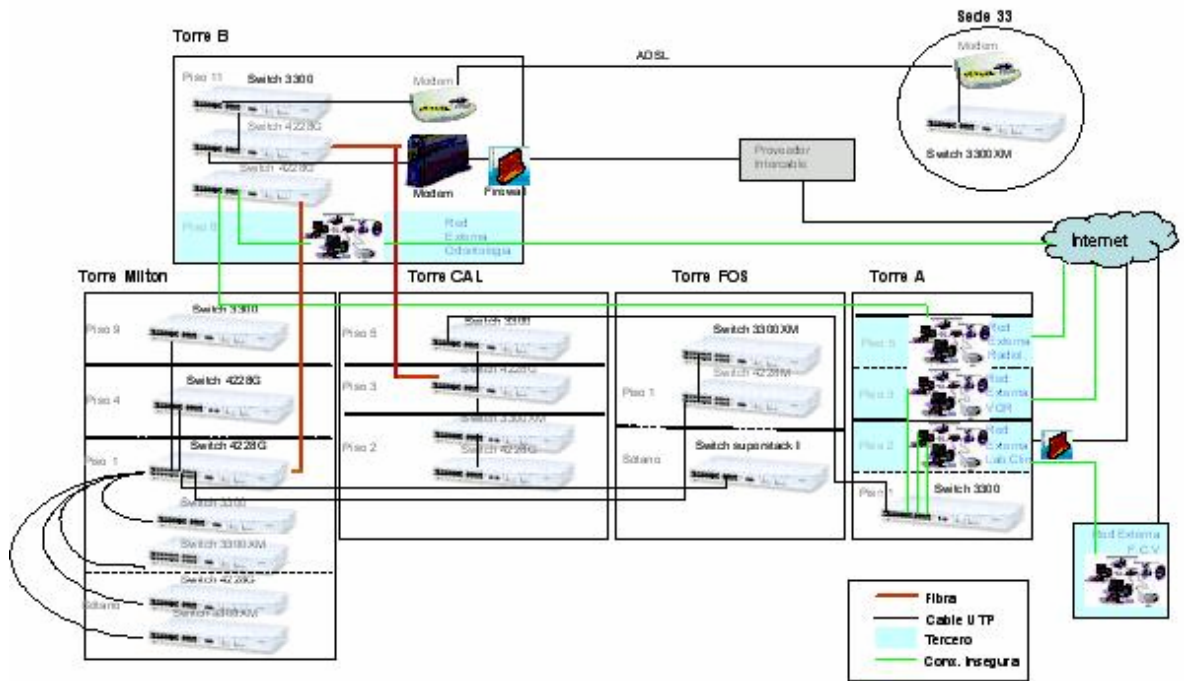 Sede 33
Torre B
Modem
ADSL
Piso 11
Switch 3300
Modem
Switch 4228G
Switch 4228G
Proveedor
Intercable
Switch 3300XM
Modem
Firewall
Red
Externa
Odontologia
Internet
Torre Milton
Torre CAL
Torre FOS
Torre A
Switch 3300
Piso 9
Switch 3300
Piso 5
Switch 3300XM
Red
Externa
Radiol.
Piso 5
Switch 4228G
Piso 4
Switch 4228G
Piso 3
Switch 4228M
Piso 1
Red
Externa
Piso 3
Switch 3300XM
Switch 4228G
Piso 1
Switch 4228G
Piso 2
Switch superstack II
Sótano
Piso 2
Red
Externa
Lab Clin
Switch 3300
Piso 1
Switch 3300
Switch 3300XM
Switch 4228G
Sótano
Switch 3300XM
Red Externa
F.C.V
Fibra
Cable UTP
Tercero
Conx. Insegura